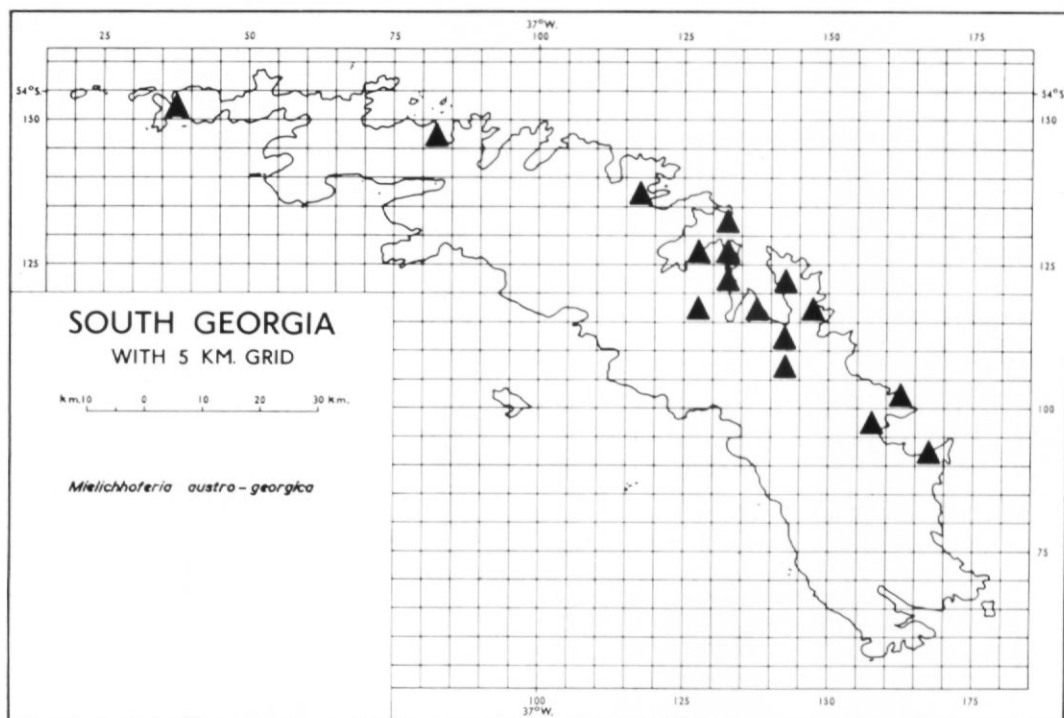 37°W.
25 50 75 100 125 150 175
54°S. 54°S.
150 150
125 125
SOUTH GEORGIA
WITH 5 KM. GRID
km.10 0 10 20 30 km.
100
Mielichhoferia austro-georgica
75
100 125 150 175
37°W.